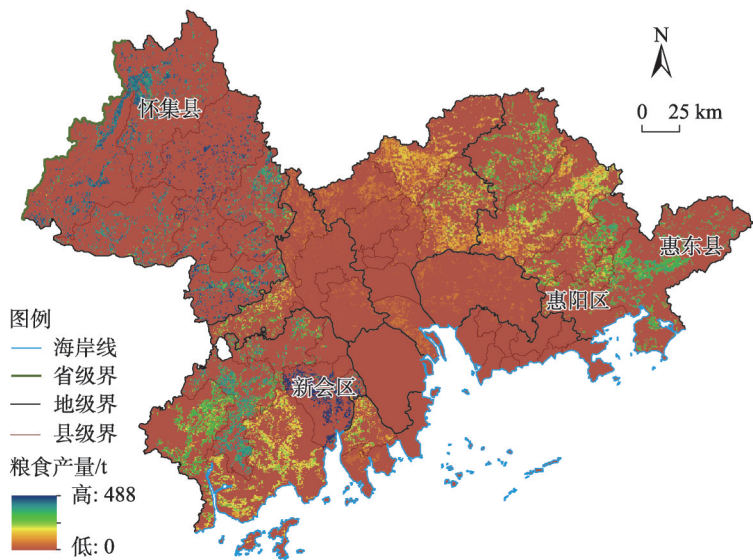 N
0 25 km
怀集县
惠东县
惠阳区
新会区
图例
海岸线
省级界
地级界
县级界
粮食产量/t
高: 488
低: 0